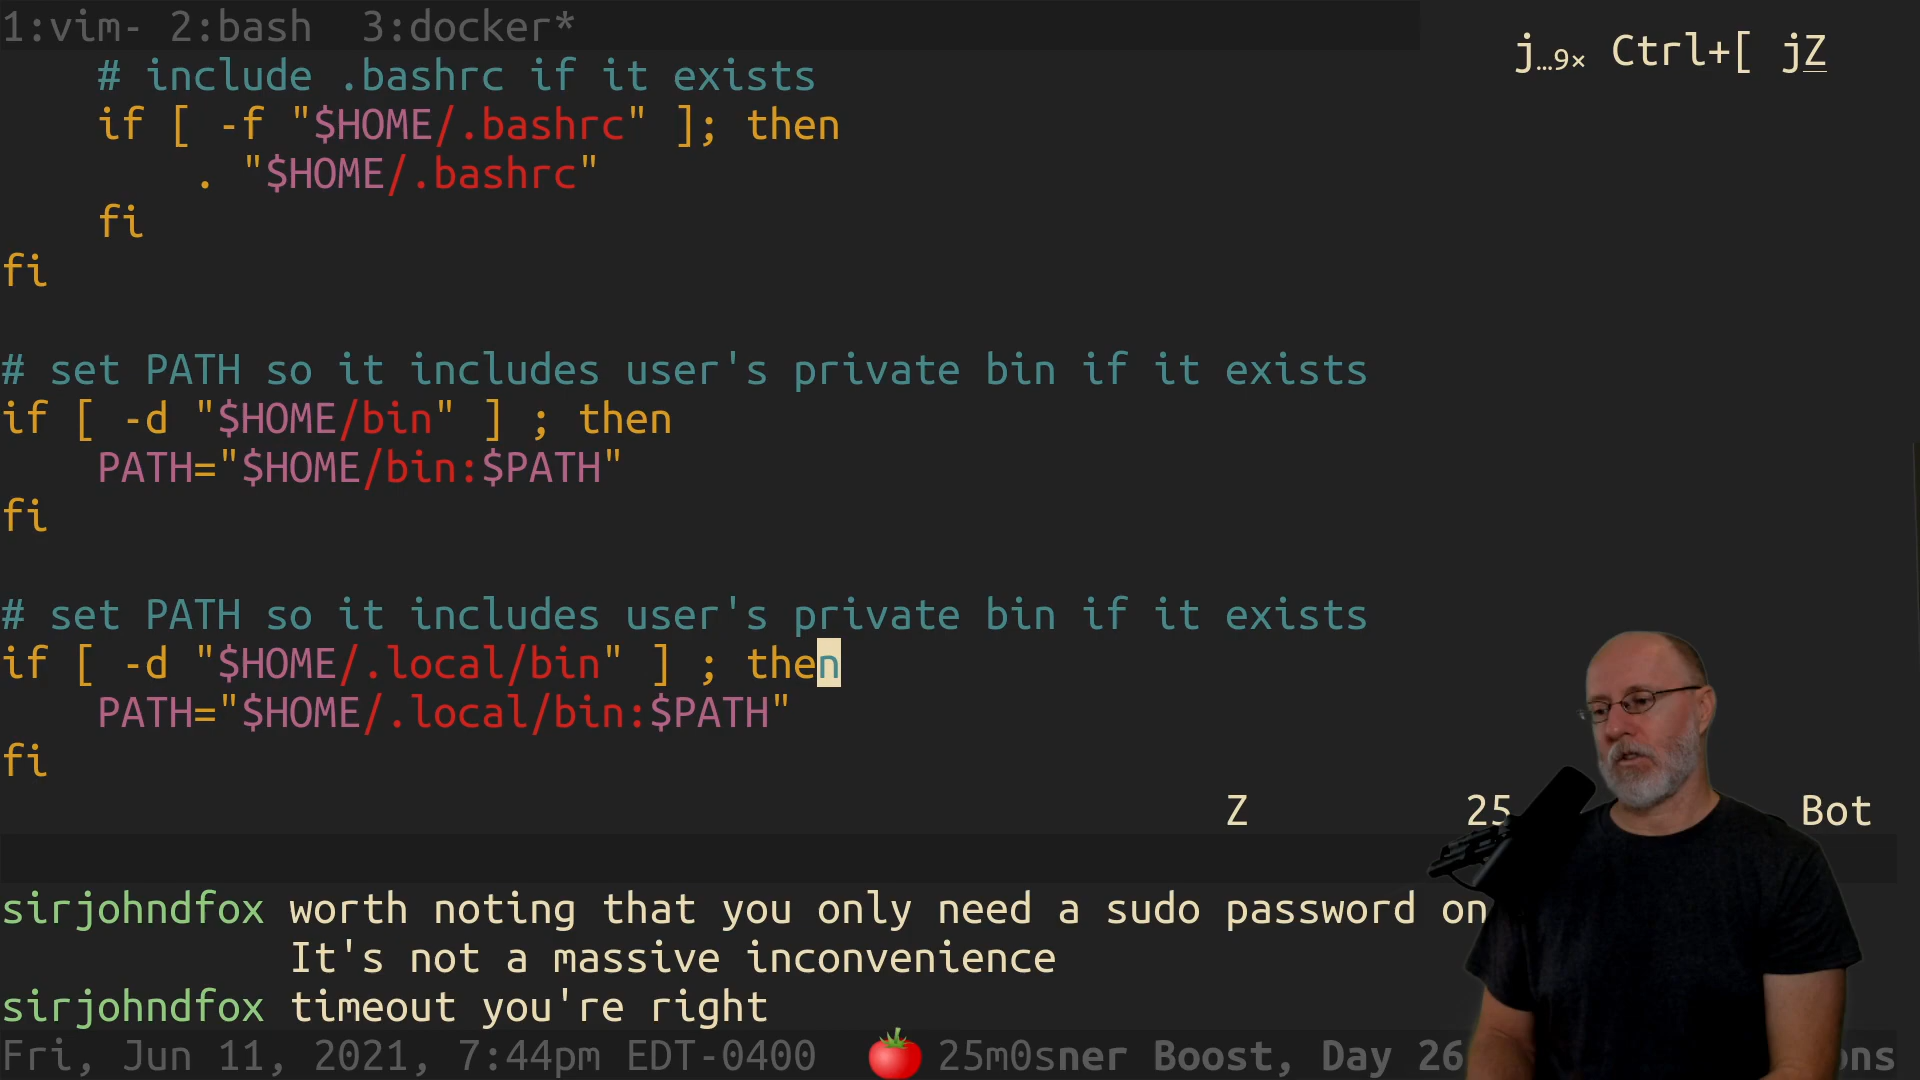 1:vim- 2:bash  3:docker*
j…9× Ctrl+[ jZ
# include .bashrc if it exists
if [ -f "$HOME/.bashrc" ]; then
. "$HOME/.bashrc"
fi
fi
# set PATH so it includes user's private bin if it exists
if [ -d "$HOME/bin" ] ; then
PATH="$HOME/bin:$PATH"
fi
# set PATH so it includes user's private bin if it exists
if [ -d "$HOME/.local/bin" ] ; then
PATH="$HOME/.local/bin:$PATH"
fi
Z 25 Bot
sirjohndfox worth noting that you only need a sudo password on
It's not a massive inconvenience
sirjohndfox timeout you're right
Fri, Jun 11, 2021, 7:44pm EDT-0400 🍅 25m0sner Boost, Day 26